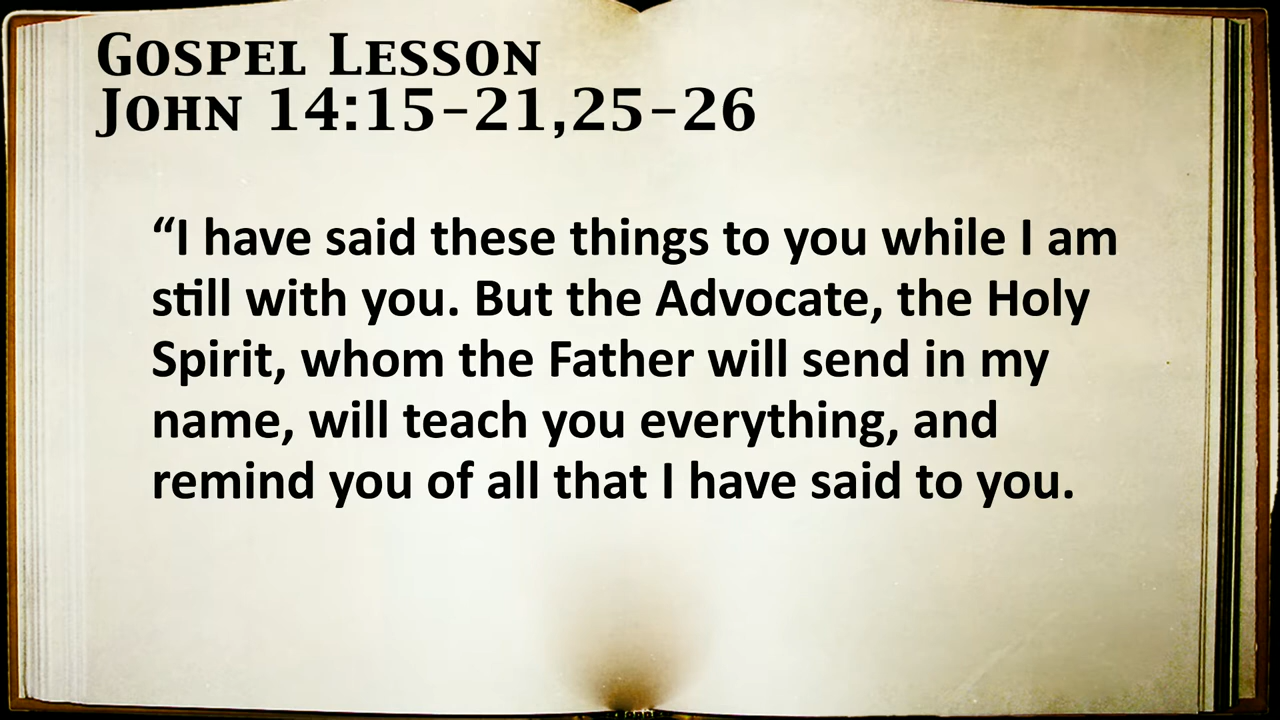 Gospel Lesson
John 14:15-21,25-26
“I have said these things to you while I am
still with you. But the Advocate, the Holy
Spirit, whom the Father will send in my
name, will teach you everything, and
remind you of all that I have said to you.